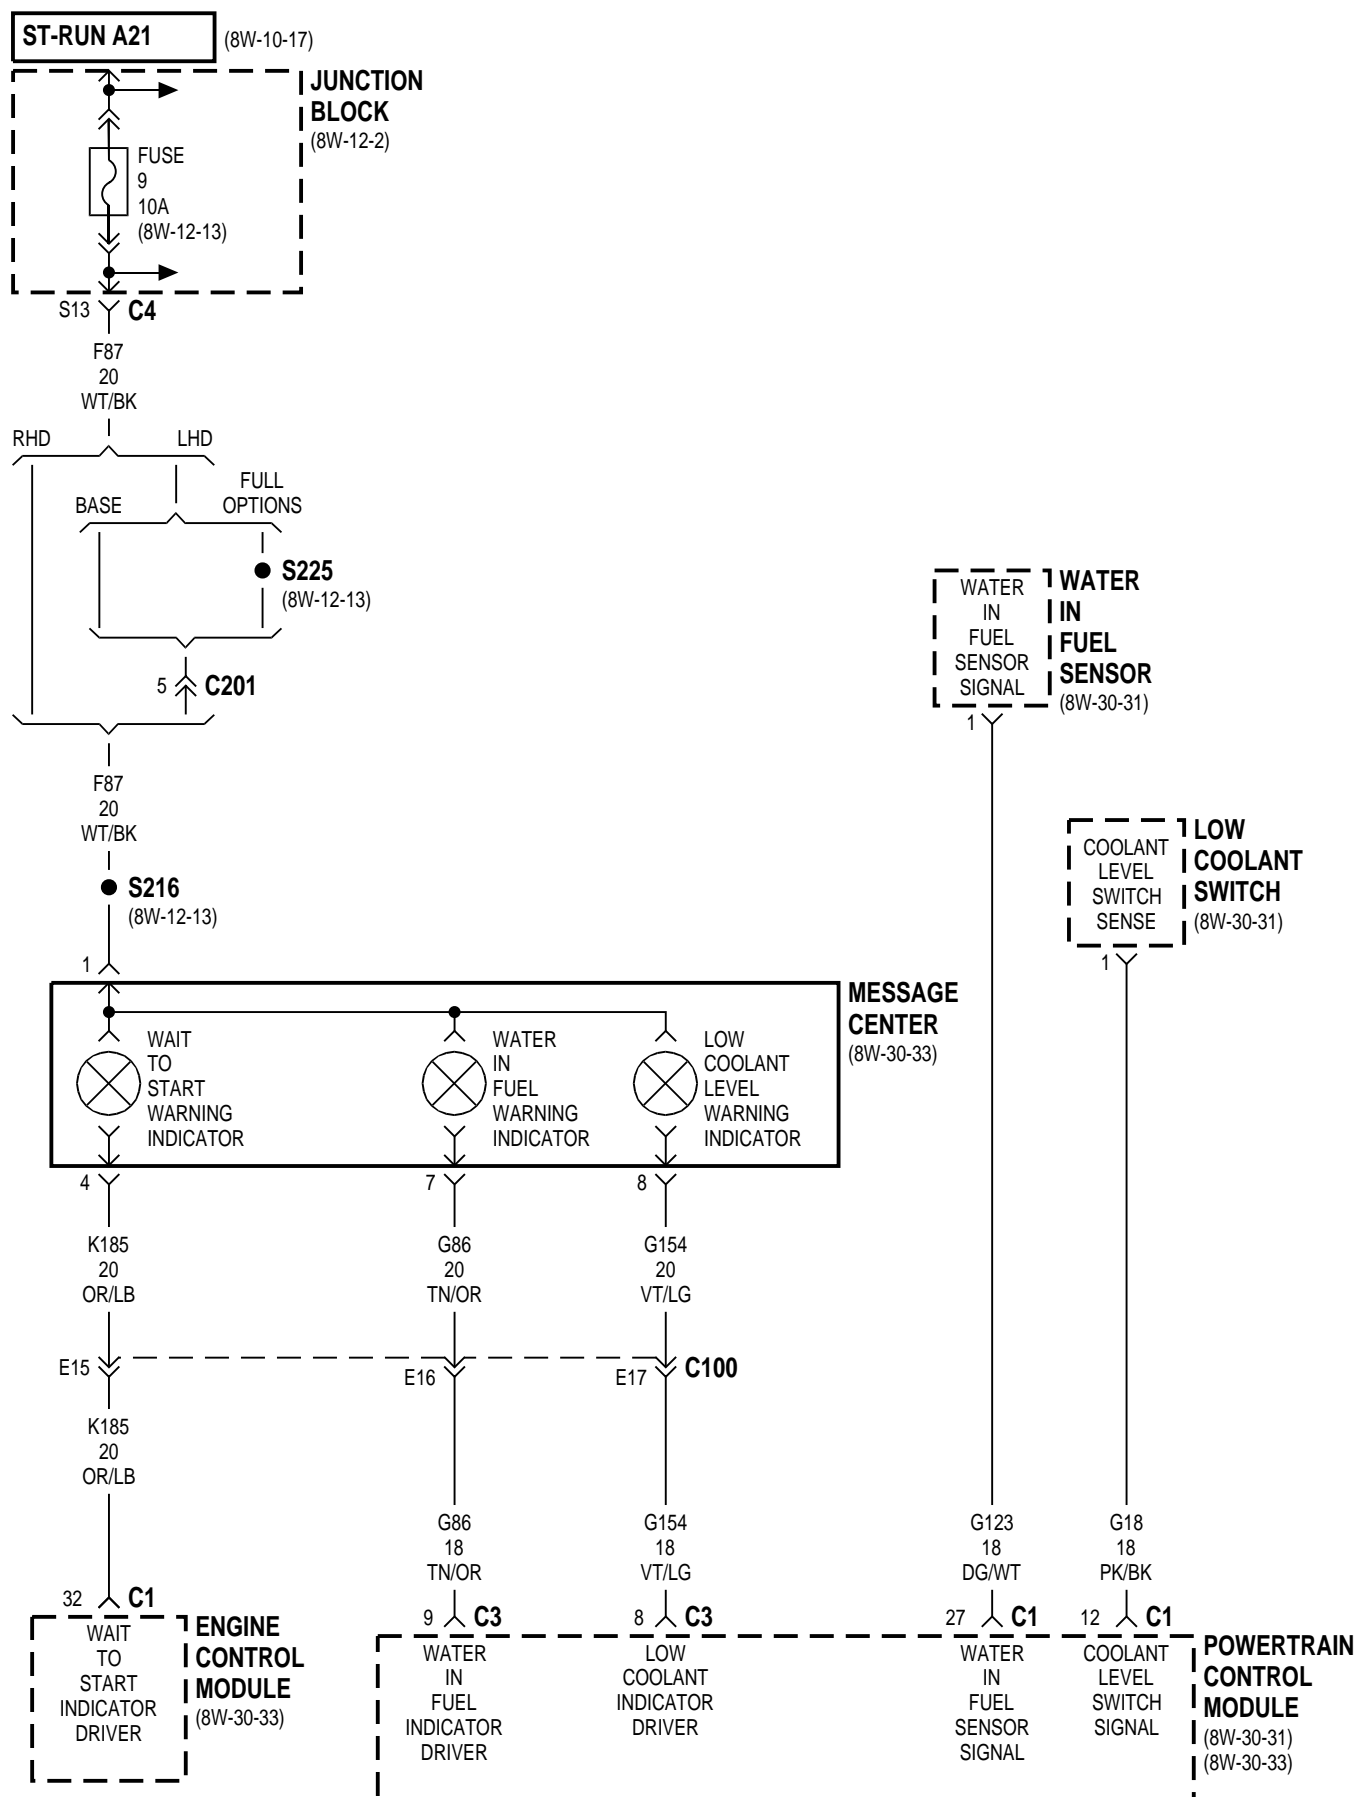 ST-RUN A21
(8W-10-17)
JUNCTION
BLOCK
(8W-12-2)
FUSE
9
10A
(8W-12-13)
S13
C4
F87
20
WT/BK
RHD
LHD
FULL
OPTIONS
BASE
S225
(8W-12-13)
5
C201
WATER
IN
FUEL
SENSOR
SIGNAL
WATER
IN
FUEL
SENSOR
(8W-30-31)
1
F87
20
WT/BK
COOLANT
LEVEL
SWITCH
SENSE
LOW
COOLANT
SWITCH
(8W-30-31)
1
S216
(8W-12-13)
1
MESSAGE
CENTER
(8W-30-33)
WAIT
TO
START
WARNING
INDICATOR
WATER
IN
FUEL
WARNING
INDICATOR
LOW
COOLANT
LEVEL
WARNING
INDICATOR
4
7
8
K185
20
OR/LB
G86
20
TN/OR
G154
20
VT/LG
E15
E16
E17
C100
K185
20
OR/LB
G86
18
TN/OR
G154
18
VT/LG
G123
18
DG/WT
G18
18
PK/BK
32
C1
9
C3
8
C3
27
C1
12
C1
WAIT
TO
START
INDICATOR
DRIVER
ENGINE
CONTROL
MODULE
(8W-30-33)
WATER
IN
FUEL
INDICATOR
DRIVER
LOW
COOLANT
INDICATOR
DRIVER
WATER
IN
FUEL
SENSOR
SIGNAL
COOLANT
LEVEL
SWITCH
SIGNAL
POWERTRAIN
CONTROL
MODULE
(8W-30-31)
(8W-30-33)